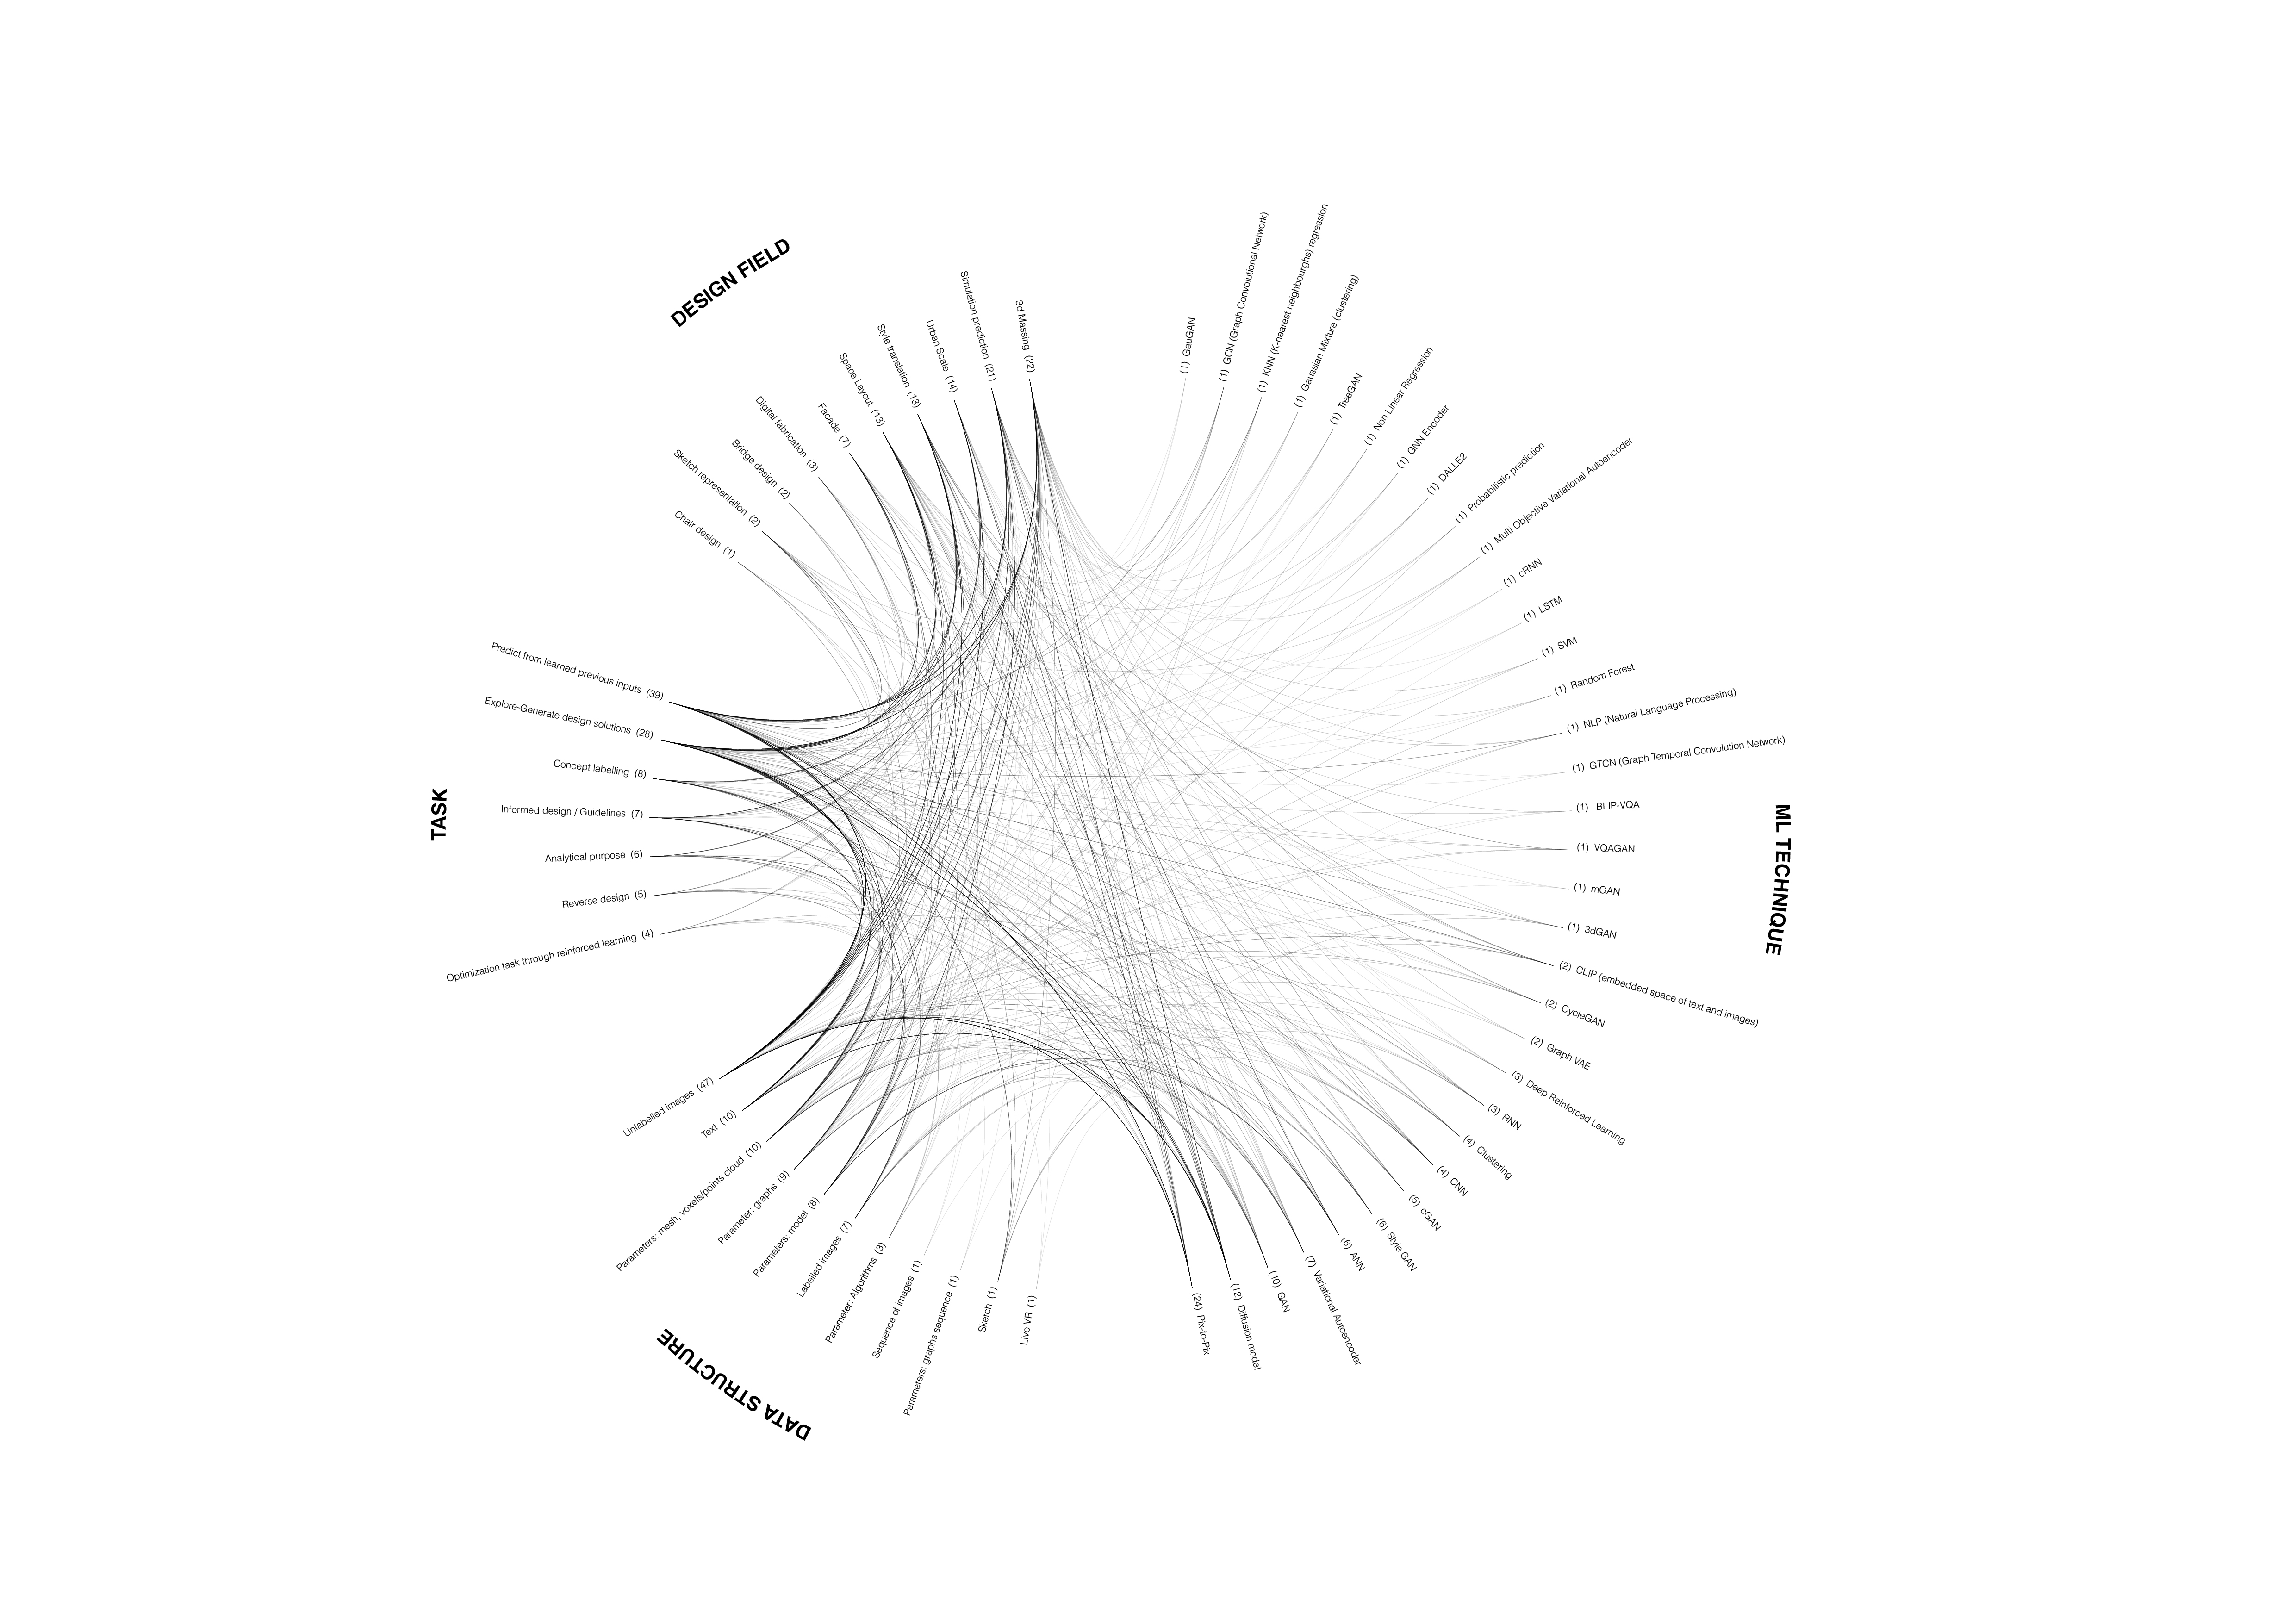 DESIGN FIELD
3d Massing (22)
Simulation prediction (21)
Urban Scale (14)
Style translation (13)
Space Layout (13)
Facade (7)
Digital fabrication (3)
Bridge design (2)
Sketch representation (2)
Chair design (1)
TASK
Predict from learned previous inputs (39)
Explore-Generate design solutions (28)
Concept labelling (8)
Informed design / Guidelines (7)
Analytical purpose (6)
Reverse design (5)
Optimization task through reinforced learning (4)
DATA STRUCTURE
Unlabelled images (47)
Text (10)
Parameters: mesh, voxels/points cloud (10)
Parameter: graphs (9)
Parameters: model (8)
Labelled images (7)
Parameter: Algorithms (3)
Sequence of images (1)
Parameters: graphs sequence (1)
Sketch (1)
Live VR (1)
ML TECHNIQUE
(1) GauGAN
(1) GCN (Graph Convolutional Network)
(1) KNN (K-nearest neighbourghs) regression
(1) Gaussian Mixture (clustering)
(1) TreeGAN
(1) Non Linear Regression
(1) GNN Encoder
(1) DALLE2
(1) Probabilistic prediction
(1) Multi Objective Variational Autoencoder
(1) cRNN
(1) LSTM
(1) SVM
(1) Random Forest
(1) NLP (Natural Language Processing)
(1) GTCN (Graph Temporal Convolution Network)
(1) BLIP-VQA
(1) VQAGAN
(1) mGAN
(1) 3dGAN
(2) CLIP (embedded space of text and images)
(2) CycleGAN
(2) Graph VAE
(3) Deep Reinforced Learning
(3) RNN
(4) Clustering
(4) CNN
(5) cGAN
(6) Style GAN
(6) ANN
(7) Variational Autoencoder
(10) GAN
(12) Diffusion model
(24) Pix-to-Pix